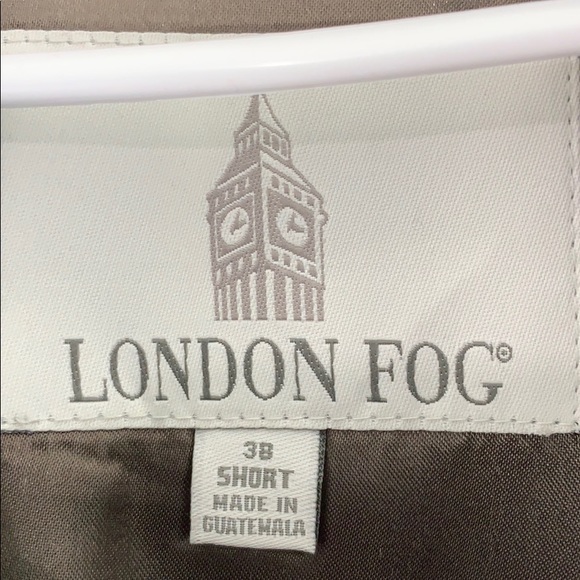 LONDON FOG®
38
SHORT
MADE IN
GUATEMALA